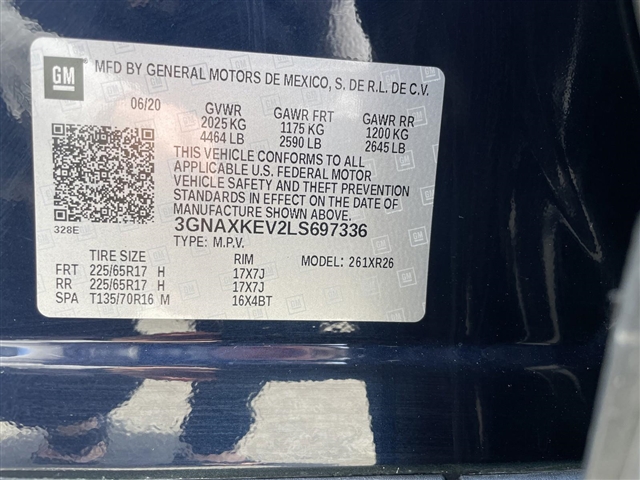 GM MFD BY GENERAL MOTORS DE MEXICO, S. DE R.L. DE C.V.
06/20 GVWR GAWR FRT GAWR RR
2025 KG 1175 KG 1200 KG
4464 LB 2590 LB 2645 LB
THIS VEHICLE CONFORMS TO ALL
APPLICABLE U.S. FEDERAL MOTOR
VEHICLE SAFETY AND THEFT PREVENTION
STANDARDS IN EFFECT ON THE DATE OF
MANUFACTURE SHOWN ABOVE.
328E 3GNAXKEV2LS697336
TYPE: M.P.V.
TIRE SIZE RIM MODEL: 261XR26
FRT 225/65R17 H 17X7J
RR 225/65R17 H 17X7J
SPA T135/70R16 M 16X4BT